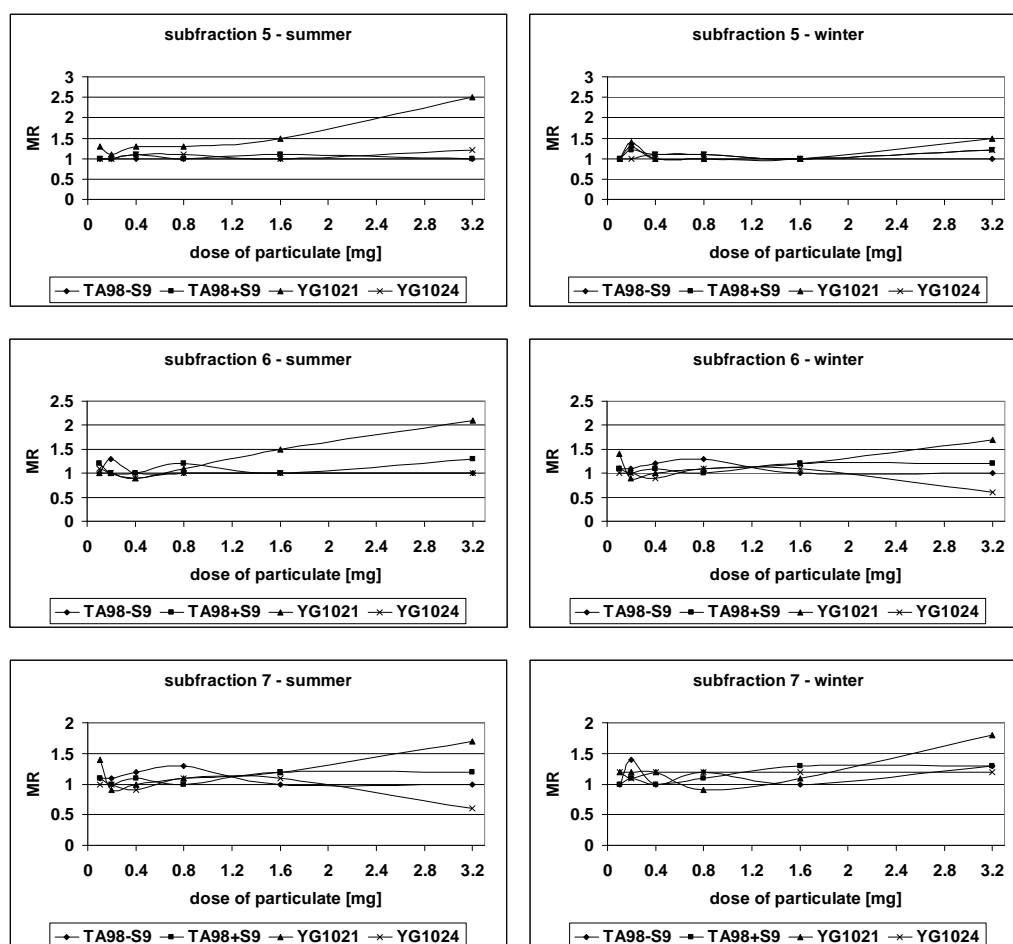 subfraction 5 - summer
3
2.5
2
1.5
1
0.5
0
MR
0 0.4 0.8 1.2 1.6 2 2.4 2.8 3.2
dose of particulate [mg]
TA98-S9 TA98+S9 YG1021 YG1024
subfraction 5 - winter
3
2.5
2
1.5
1
0.5
0
MR
0 0.4 0.8 1.2 1.6 2 2.4 2.8 3.2
dose of particulate [mg]
TA98-S9 TA98+S9 YG1021 YG1024
subfraction 6 - summer
2.5
2
1.5
1
0.5
0
MR
0 0.4 0.8 1.2 1.6 2 2.4 2.8 3.2
dose of particulate [mg]
TA98-S9 TA98+S9 YG1021 YG1024
subfraction 6 - winter
2.5
2
1.5
1
0.5
0
MR
0 0.4 0.8 1.2 1.6 2 2.4 2.8 3.2
dose of particulate [mg]
TA98-S9 TA98+S9 YG1021 YG1024
subfraction 7 - summer
2
1.5
1
0.5
0
MR
0 0.4 0.8 1.2 1.6 2 2.4 2.8 3.2
dose of particulate [mg]
TA98-S9 TA98+S9 YG1021 YG1024
subfraction 7 - winter
2
1.5
1
0.5
0
MR
0 0.4 0.8 1.2 1.6 2 2.4 2.8 3.2
dose of particulate [mg]
TA98-S9 TA98+S9 YG1021 YG1024